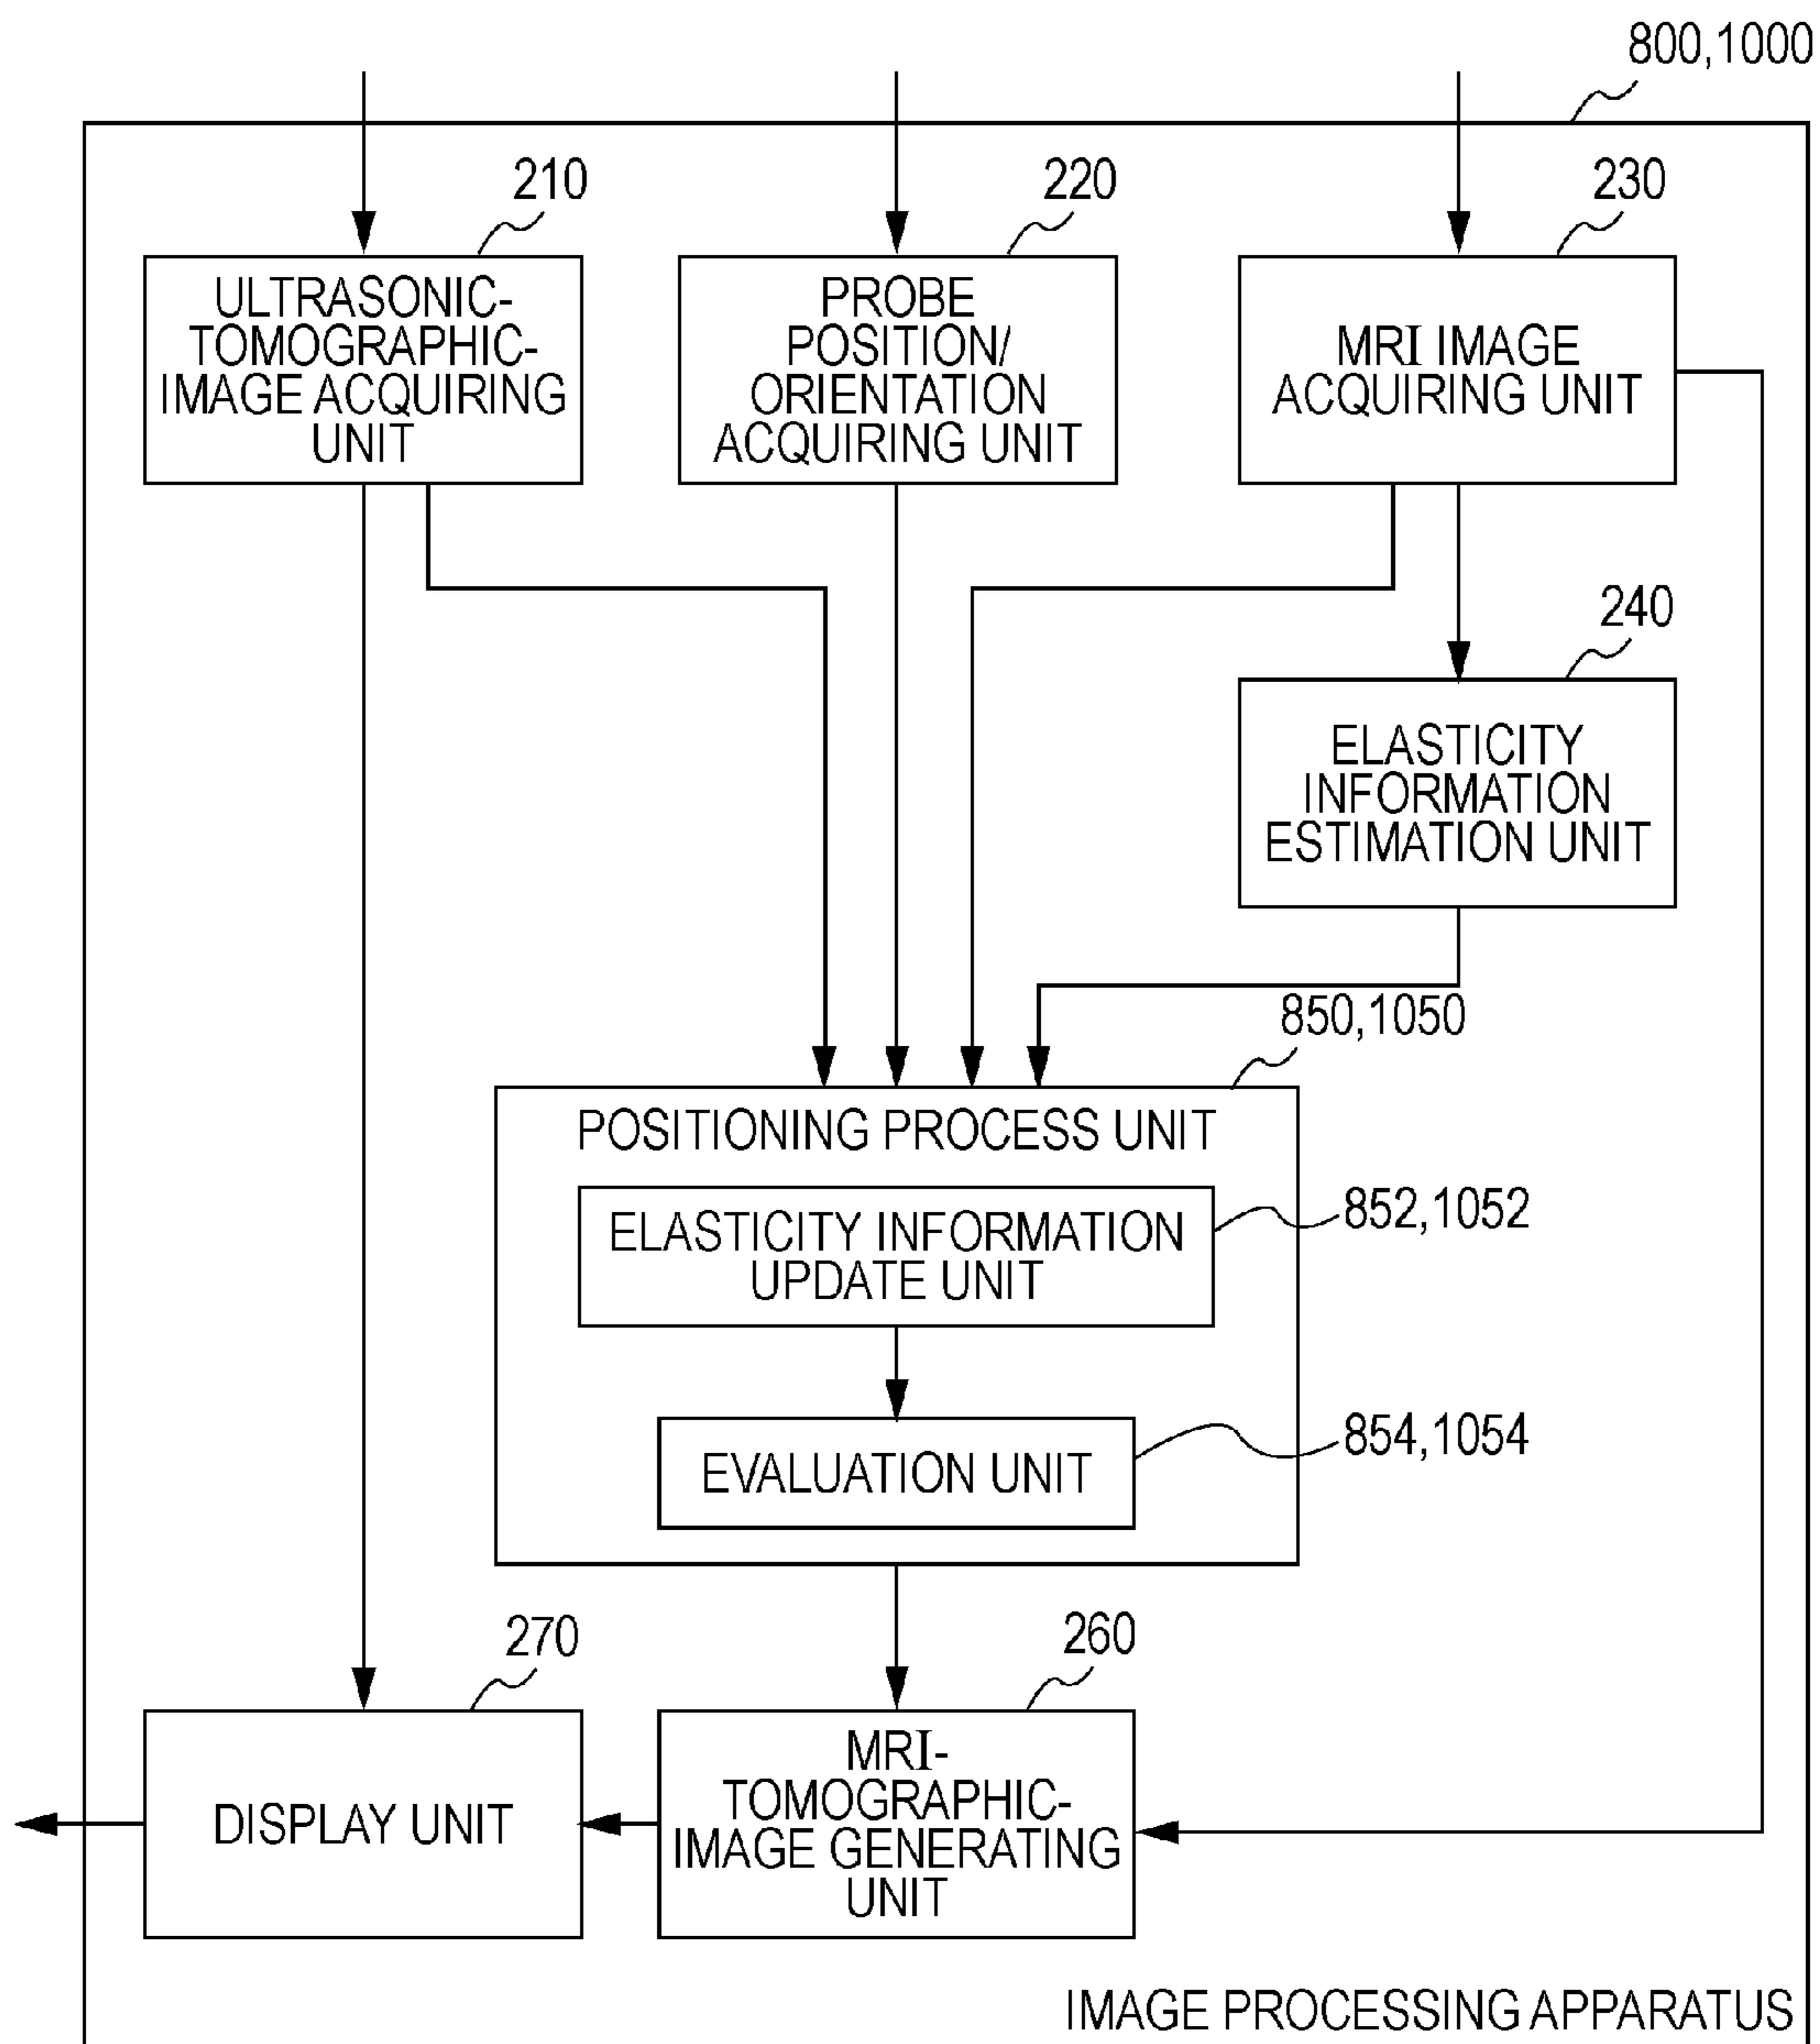 800,1000
210
220
230
ULTRASONIC-
TOMOGRAPHIC-
IMAGE ACQUIRING
UNIT
PROBE
POSITION/
ORIENTATION
ACQUIRING UNIT
MRI IMAGE
ACQUIRING UNIT
240
ELASTICITY
INFORMATION
ESTIMATION UNIT
850,1050
POSITIONING PROCESS UNIT
852,1052
ELASTICITY INFORMATION
UPDATE UNIT
854,1054
EVALUATION UNIT
270
260
DISPLAY UNIT
MRI-
TOMOGRAPHIC-
IMAGE GENERATING
UNIT
IMAGE PROCESSING APPARATUS